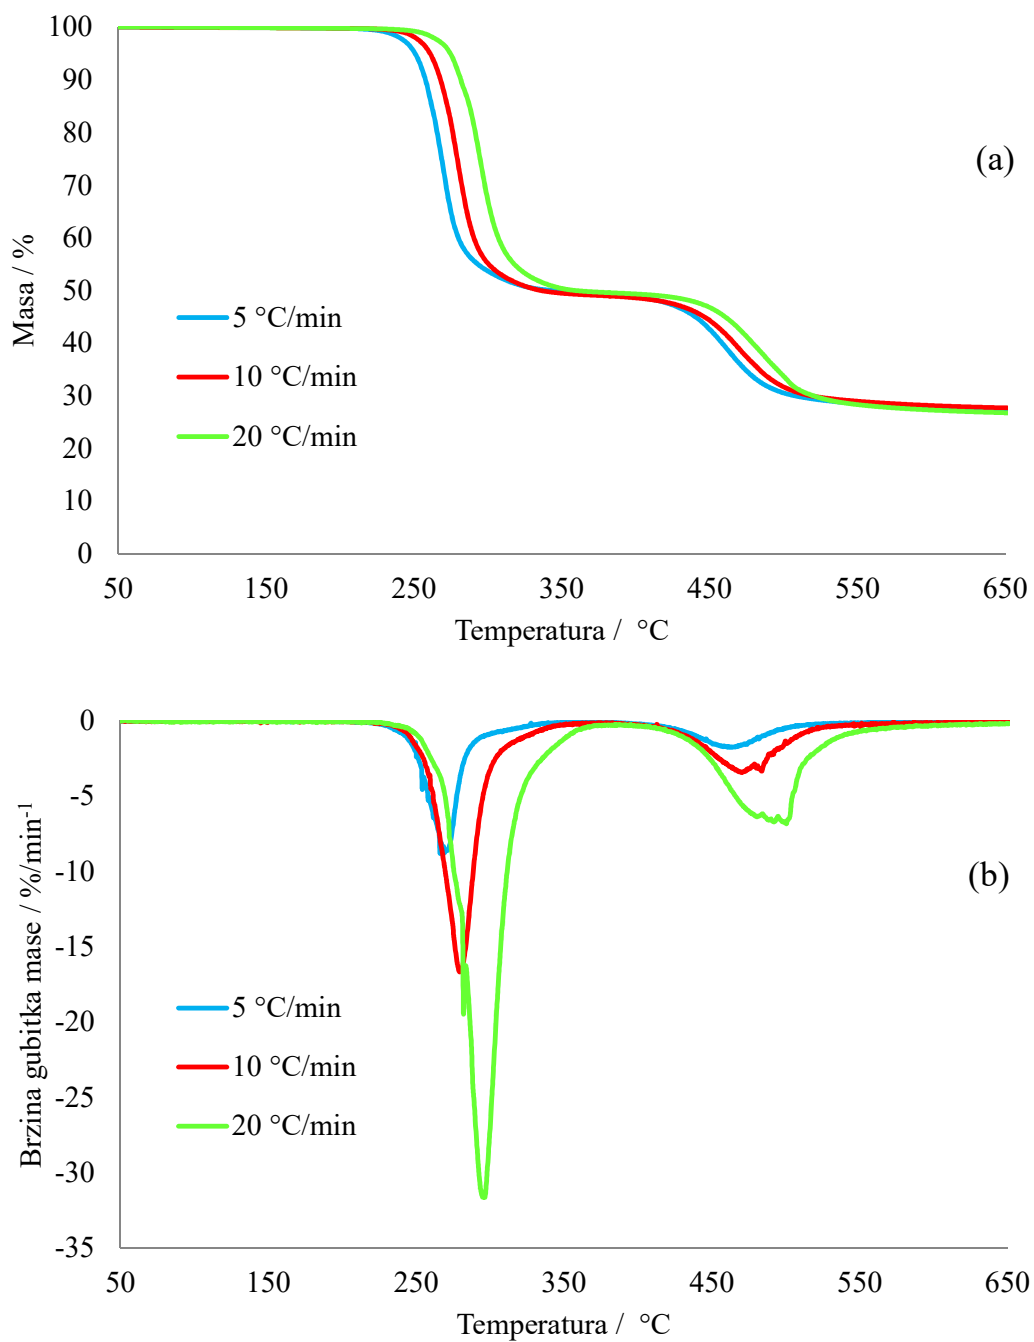 100
90
80
70
60
50
40
30
20
10
0
Masa / %
(a)
5 °C/min
10 °C/min
20 °C/min
50 150 250 350 450 550 650
Temperatura / °C
0
-5
-10
-15
-20
-25
-30
-35
Brzina gubitka mase / %/min⁻¹
(b)
5 °C/min
10 °C/min
20 °C/min
50 150 250 350 450 550 650
Temperatura / °C